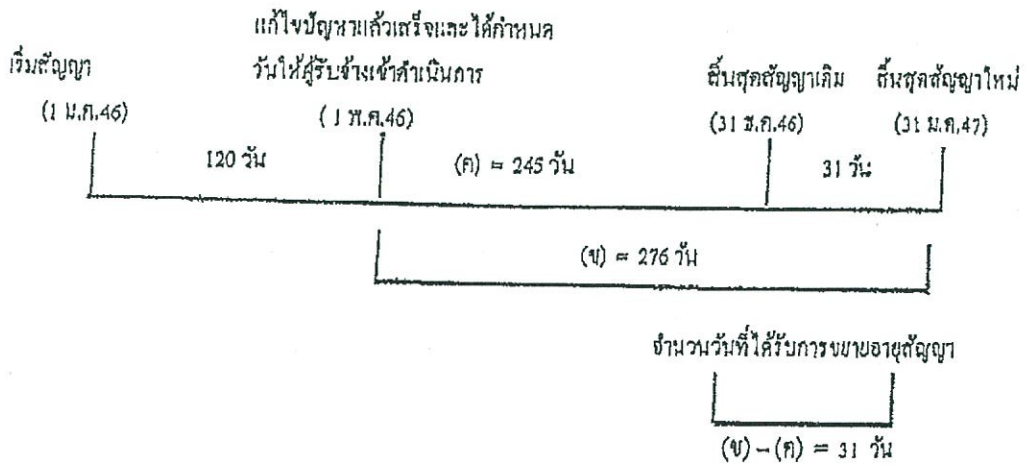 แก้ไขปัญหาแล้วเสร็จและได้กำหนด
เริ่มสัญญา วันให้ผู้รับจ้างเข้าดำเนินการ สิ้นสุดสัญญาเดิม สิ้นสุดสัญญาใหม่
(1 ม.ค.46) (1 พ.ค.46) (31 ธ.ค.46) (31 ม.ค.47)
120 วัน (ค) = 245 วัน 31 วัน
(ข) = 276 วัน
จำนวนวันที่ได้รับการขยายอายุสัญญา
(ข) – (ค) = 31 วัน